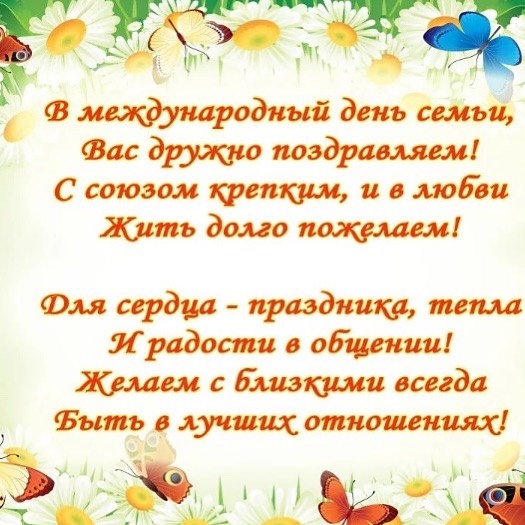 В международный день семьи,
Вас дружно поздравляем!
С союзом крепким, и в любви
Жить долго пожелаем!
Для сердца - праздника, тепла
И радости в общении!
Желаем с близкими всегда
Быть в лучших отношениях!